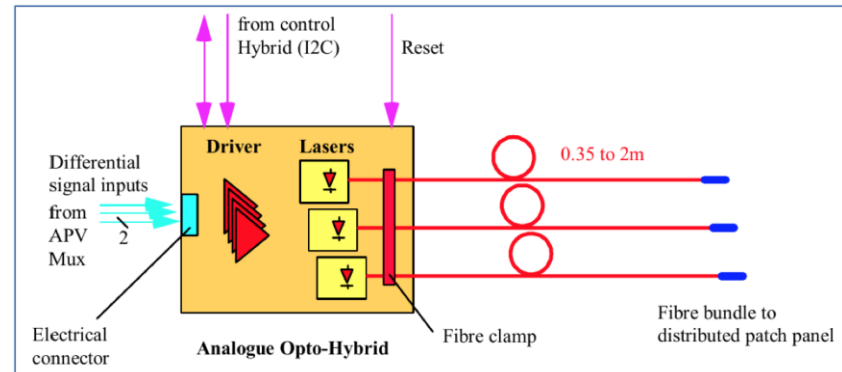 from control
Hybrid (I2C)
Reset
Driver
Lasers
0.35 to 2m
Differential
signal inputs
from
APV
Mux
2
Electrical
connector
Analogue Opto-Hybrid
Fibre clamp
Fibre bundle to
distributed patch panel